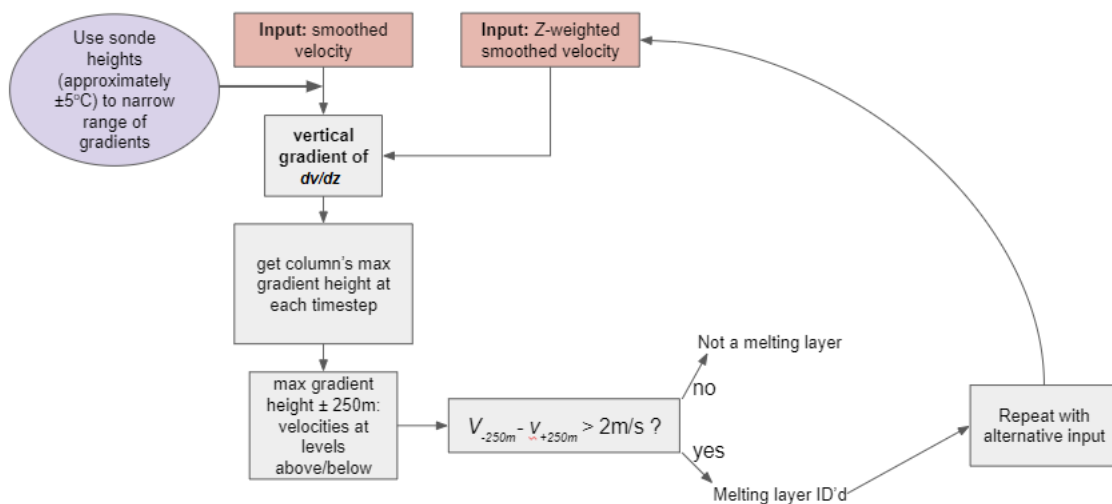 Use sonde
heights
(approximately
±5°C) to narrow
range of
gradients
Input: smoothed
velocity
Input: Z-weighted
smoothed velocity
vertical
gradient of
dv/dz
get column's max
gradient height at
each timestep
max gradient
height ± 250m:
velocities at
levels
above/below
V-250m - v+250m > 2m/s ?
no
Not a melting layer
yes
Melting layer ID'd
Repeat with
alternative input